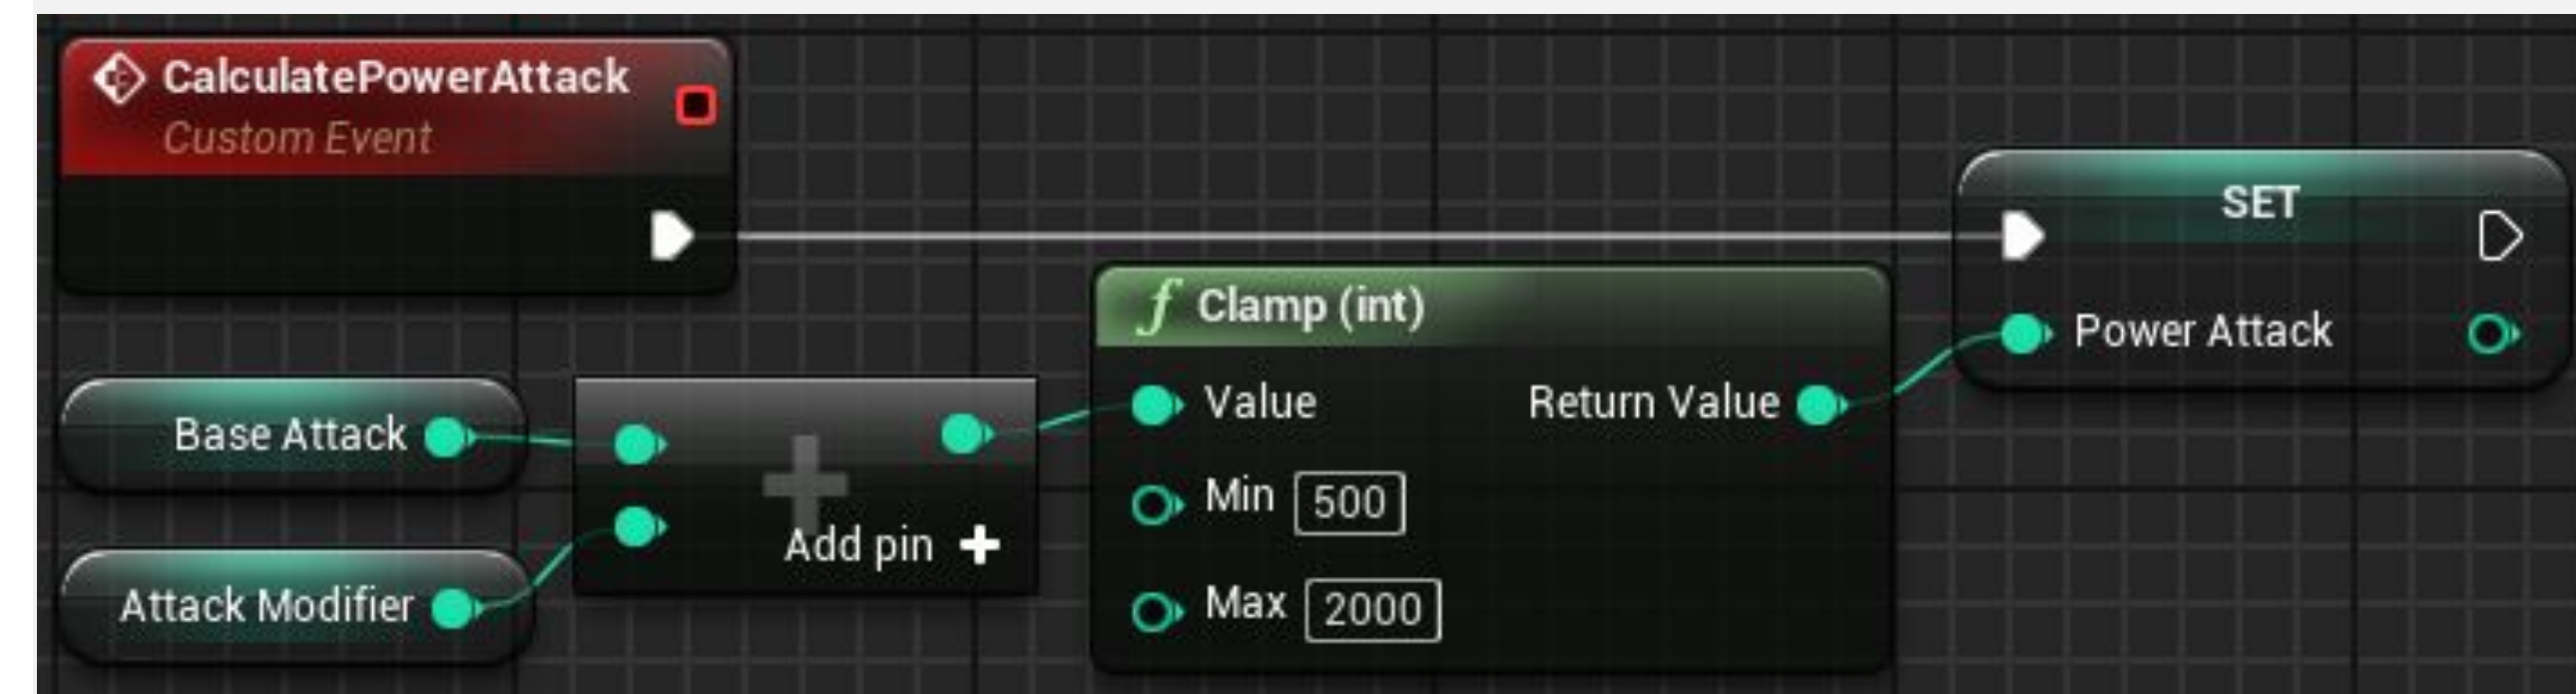 CalculatePowerAttack
Custom Event
SET
Power Attack
Clamp (int)
Value
Return Value
Min 500
Max 2000
Base Attack
Add pin
Attack Modifier